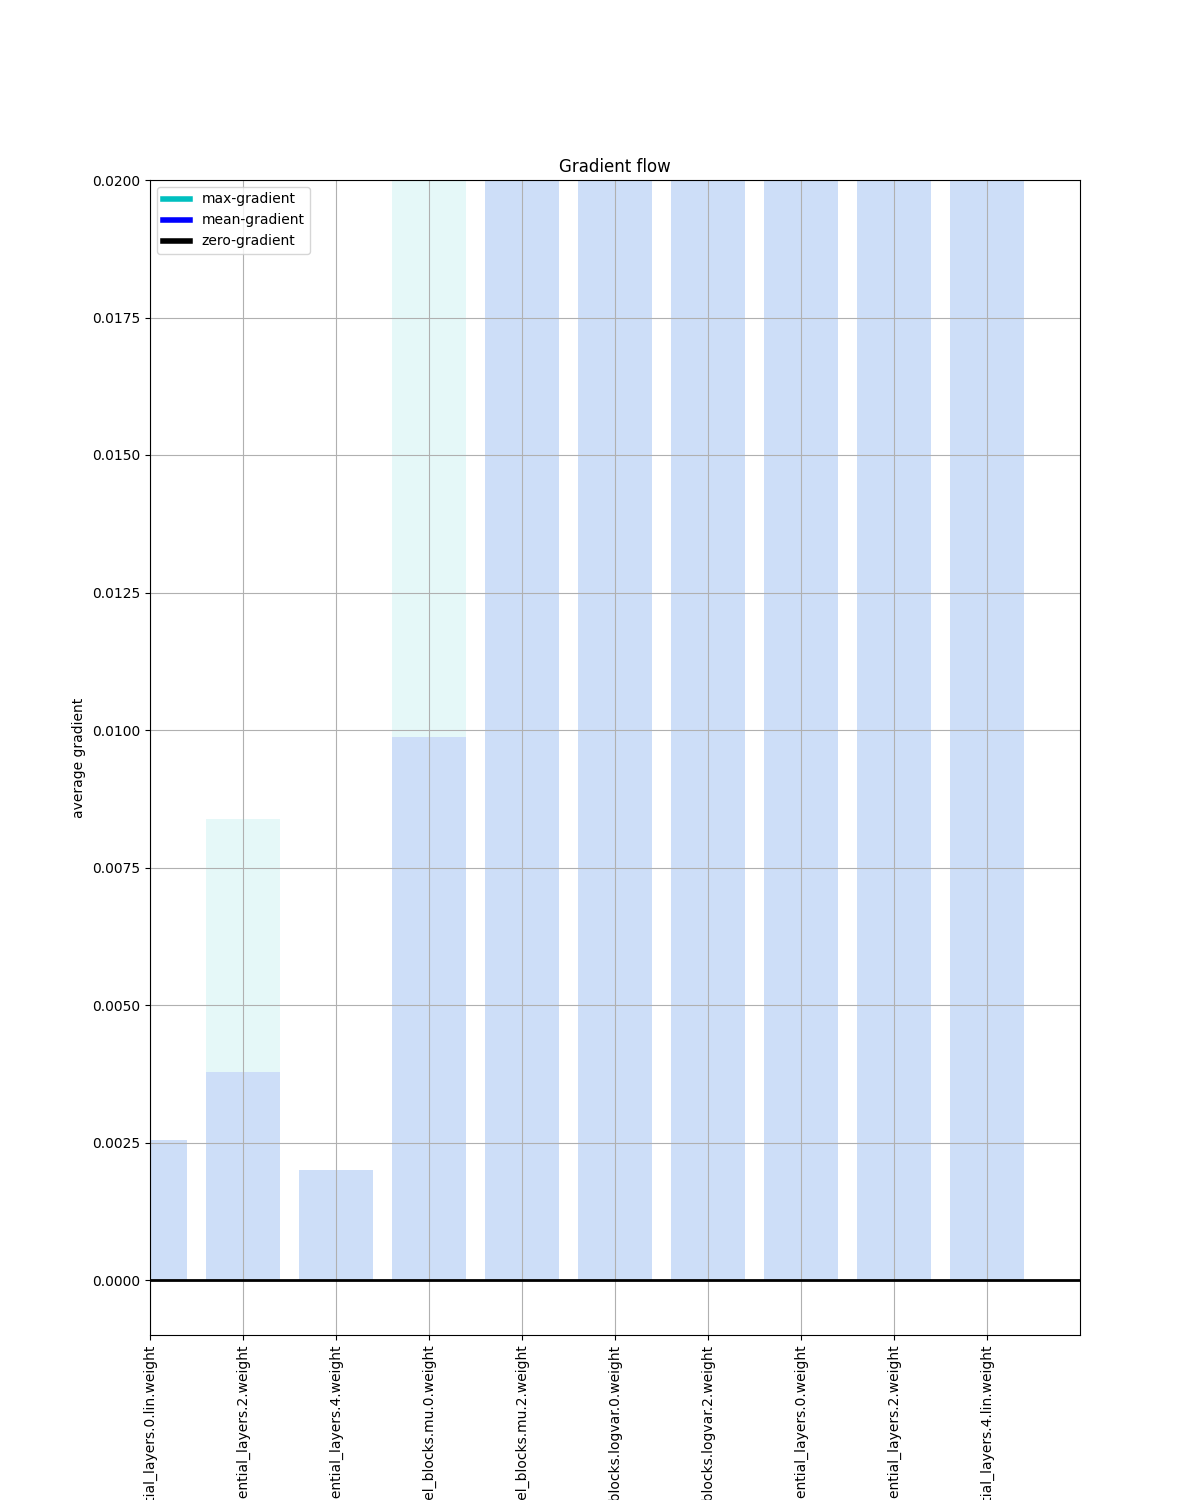 Gradient flow
max-gradient
mean-gradient
zero-gradient
0.0200
0.0175
0.0150
0.0125
0.0100
0.0075
0.0050
0.0025
0.0000
average gradient
tial_layers.0.lin.weight
ential_layers.2.weight
ential_layers.4.weight
el_blocks.mu.0.weight
el_blocks.mu.2.weight
blocks.logvar.0.weight
blocks.logvar.2.weight
ential_layers.0.weight
ential_layers.2.weight
tial_layers.4.lin.weight